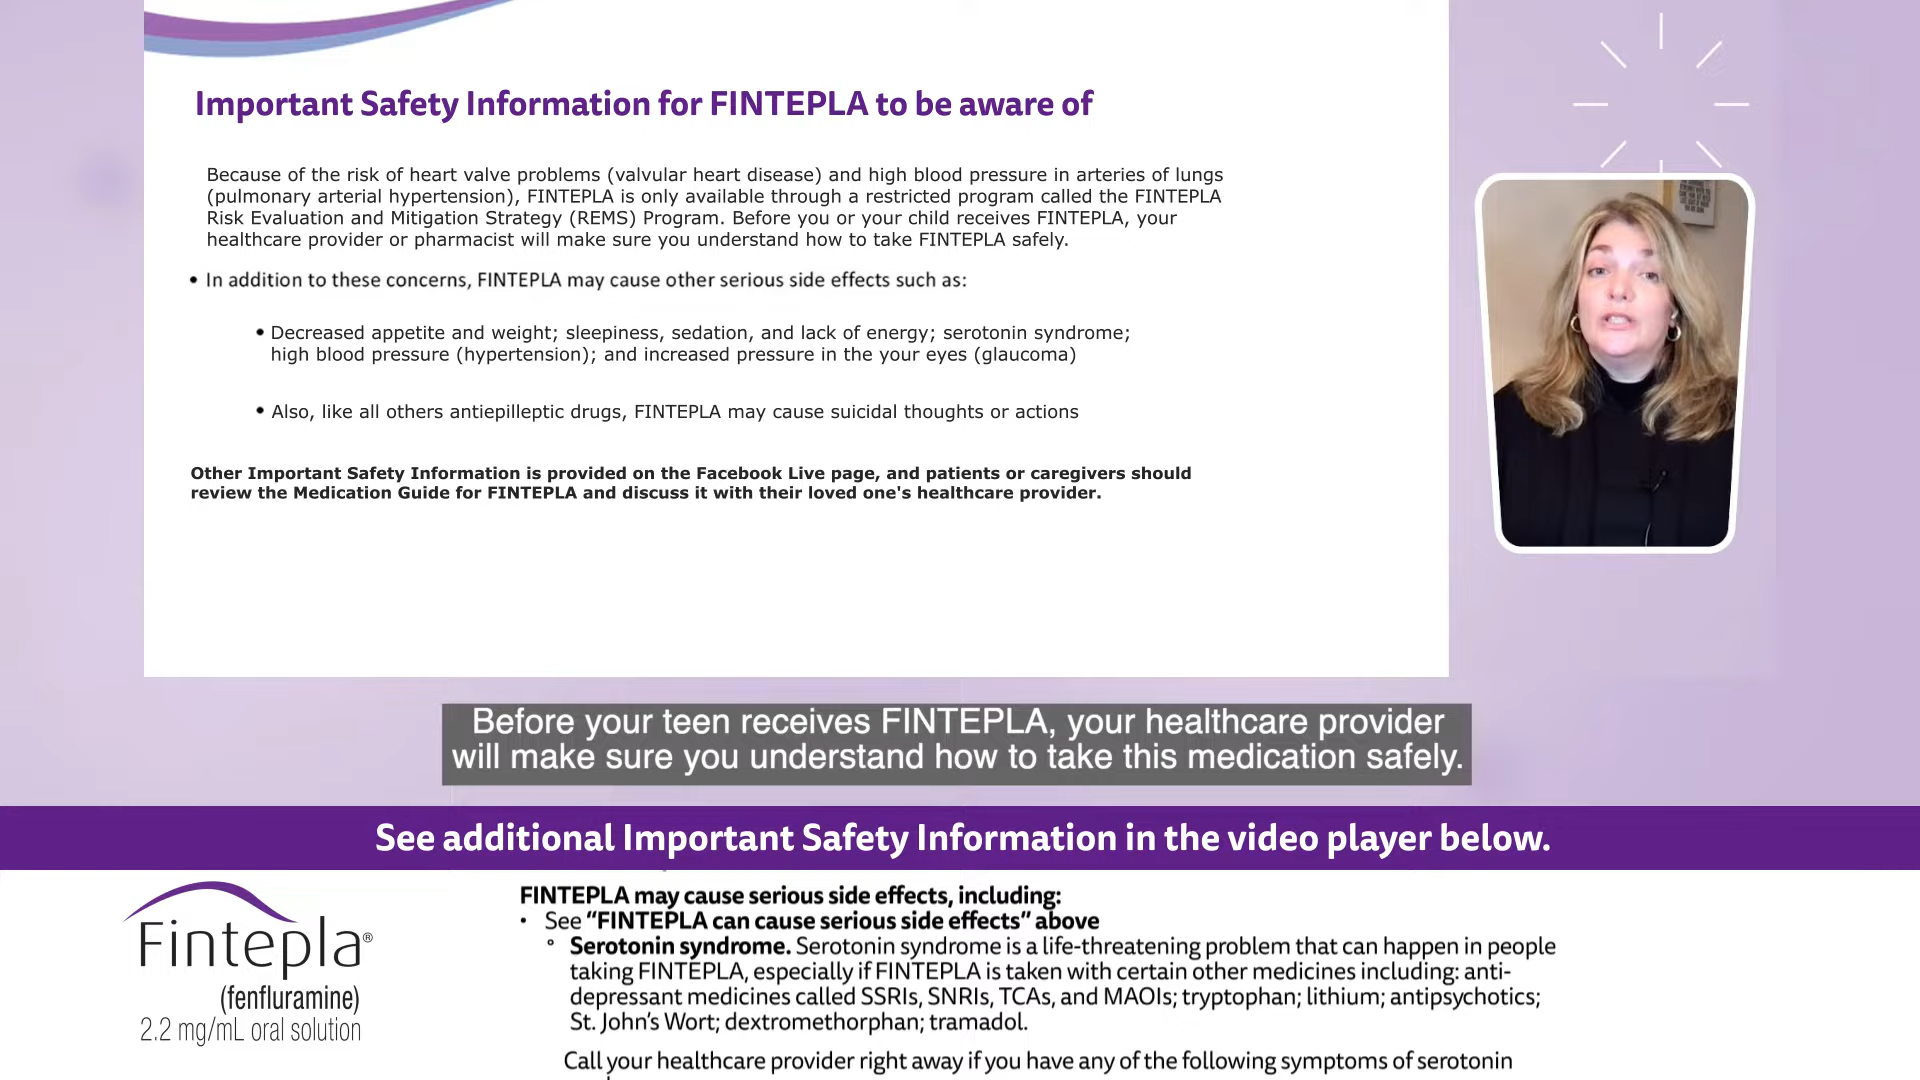 Important Safety Information for FINTEPLA to be aware of
Because of the risk of heart valve problems (valvular heart disease) and high blood pressure in arteries of lungs
(pulmonary arterial hypertension), FINTEPLA is only available through a restricted program called the FINTEPLA
Risk Evaluation and Mitigation Strategy (REMS) Program. Before you or your child receives FINTEPLA, your
healthcare provider or pharmacist will make sure you understand how to take FINTEPLA safely.
• In addition to these concerns, FINTEPLA may cause other serious side effects such as:
• Decreased appetite and weight; sleepiness, sedation, and lack of energy; serotonin syndrome;
high blood pressure (hypertension); and increased pressure in the your eyes (glaucoma)
• Also, like all others antiepilleptic drugs, FINTEPLA may cause suicidal thoughts or actions
Other Important Safety Information is provided on the Facebook Live page, and patients or caregivers should
review the Medication Guide for FINTEPLA and discuss it with their loved one's healthcare provider.
Before your teen receives FINTEPLA, your healthcare provider
will make sure you understand how to take this medication safely.
See additional Important Safety Information in the video player below.
Fintepla®
(fenfluramine)
2.2 mg/mL oral solution
FINTEPLA may cause serious side effects, including:
• See “FINTEPLA can cause serious side effects” above
° Serotonin syndrome. Serotonin syndrome is a life-threatening problem that can happen in people
taking FINTEPLA, especially if FINTEPLA is taken with certain other medicines including: anti-
depressant medicines called SSRIs, SNRIs, TCAs, and MAOIs; tryptophan; lithium; antipsychotics;
St. John’s Wort; dextromethorphan; tramadol.
Call your healthcare provider right away if you have any of the following symptoms of serotonin